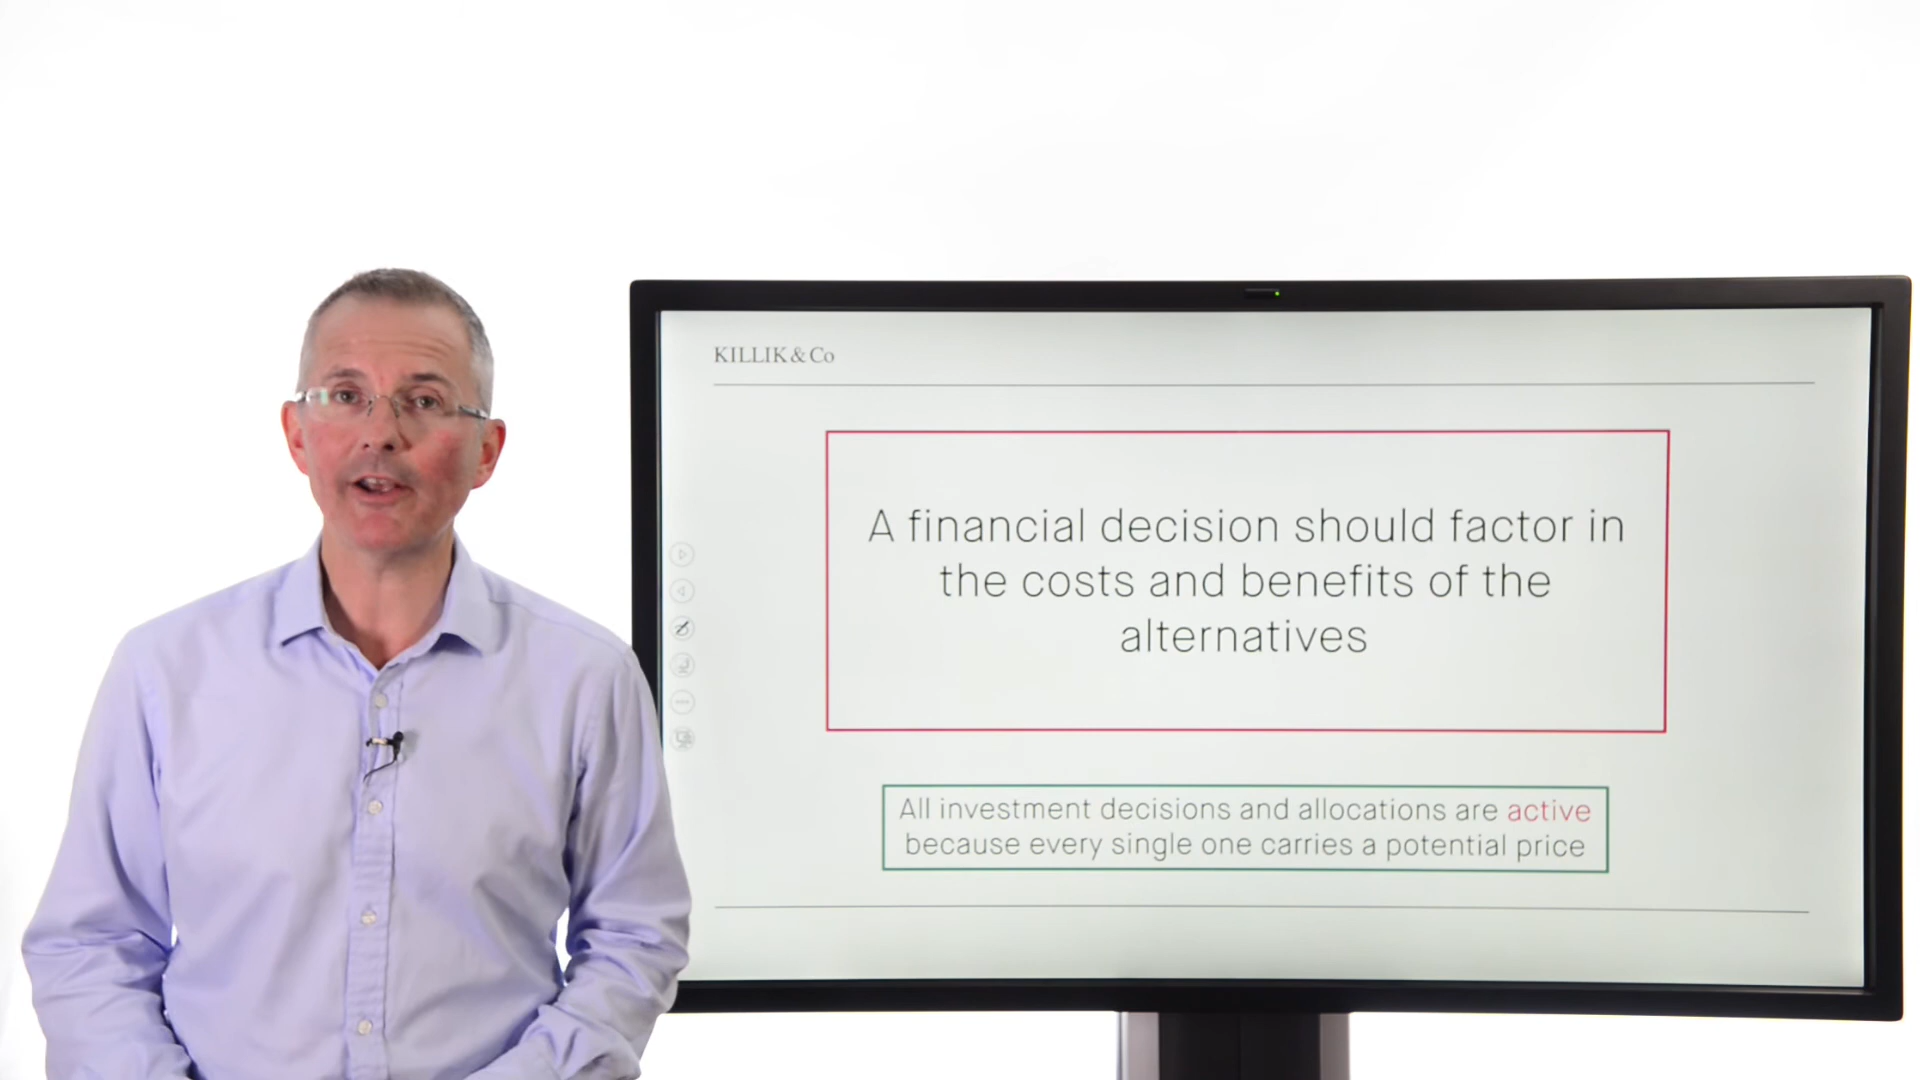 KILLIK & Co
A financial decision should factor in
the costs and benefits of the
alternatives
All investment decisions and allocations are active
because every single one carries a potential price